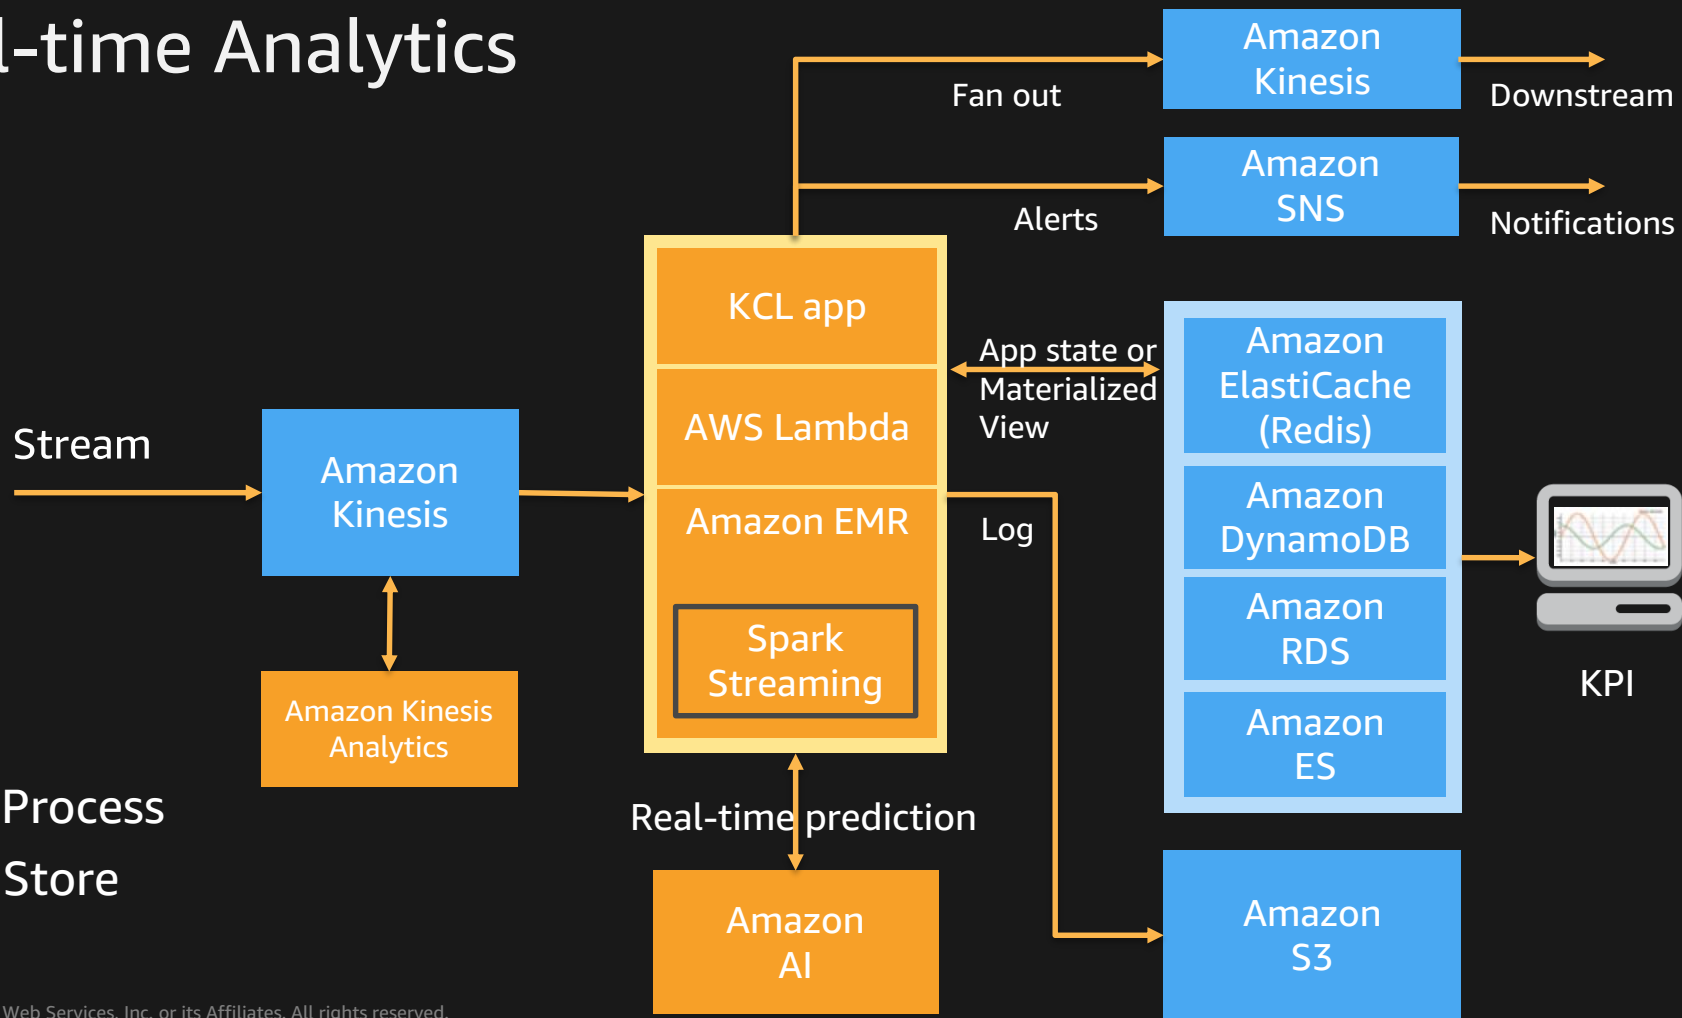 l-time Analytics
Amazon
Kinesis
Fan out
Downstream
Amazon
SNS
Alerts
Notifications
KCL app
AWS Lambda
Amazon EMR
Spark
Streaming
App state or
Materialized
View
Amazon
ElastiCache
(Redis)
Amazon
DynamoDB
Amazon
RDS
Amazon
ES
Stream
Amazon
Kinesis
Log
KPI
Amazon Kinesis
Analytics
Process
Store
Real-time prediction
Amazon
AI
Amazon
S3
Web Services, Inc. or its Affiliates. All rights reserved.